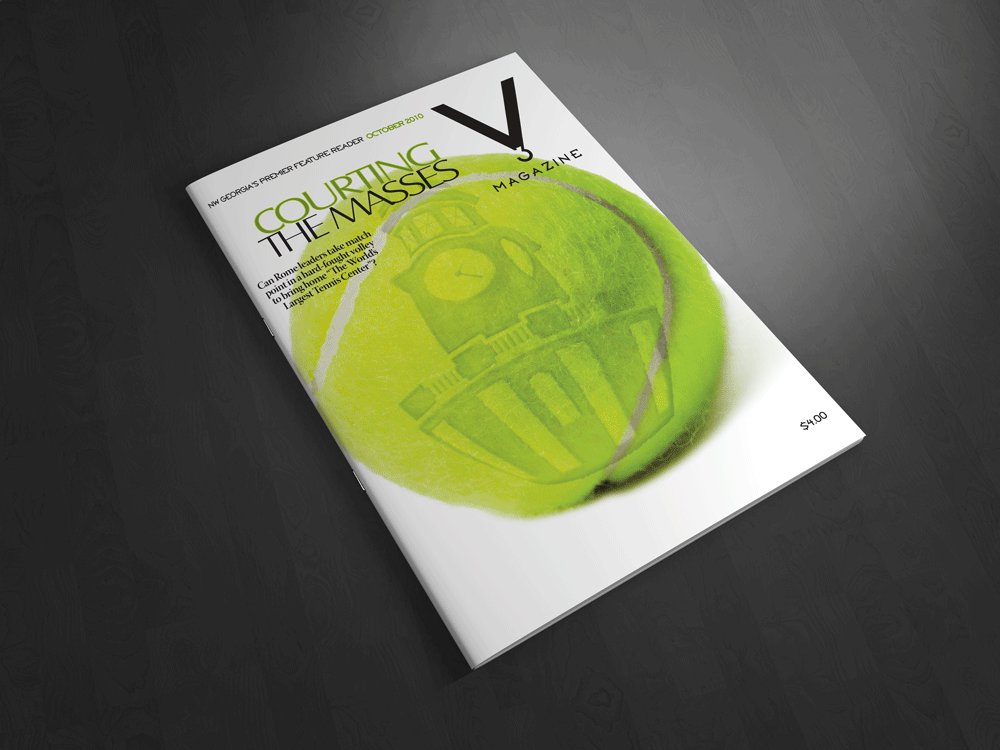 NW GEORGIA'S PREMIER FEATURE READER OCTOBER 2010
V3
MAGAZINE
COURTING
THE MASSES
Can Rome leaders take match
point in a hard-fought volley
to bring home "The World's
Largest Tennis Center"?
$4.00